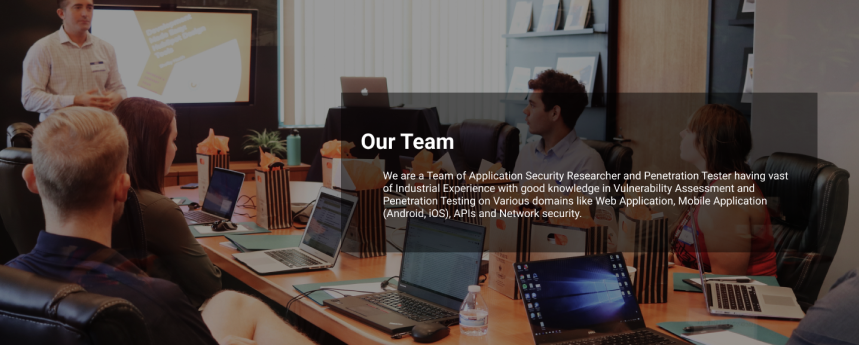 Our Team
We are a Team of Application Security Researcher and Penetration Tester having vast
of Industrial Experience with good knowledge in Vulnerability Assessment and
Penetration Testing on Various domains like Web Application, Mobile Application
(Android, iOS), APIs and Network security.